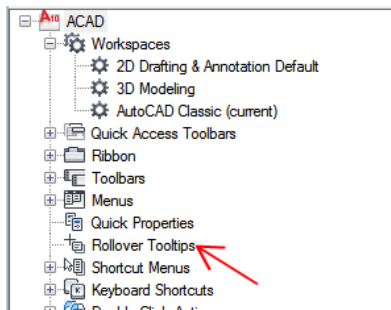 A10 ACAD
Workspaces
2D Drafting & Annotation Default
3D Modeling
AutoCAD Classic (current)
Quick Access Toolbars
Ribbon
Toolbars
Menus
Quick Properties
Rollover Tooltips
Shortcut Menus
Keyboard Shortcuts